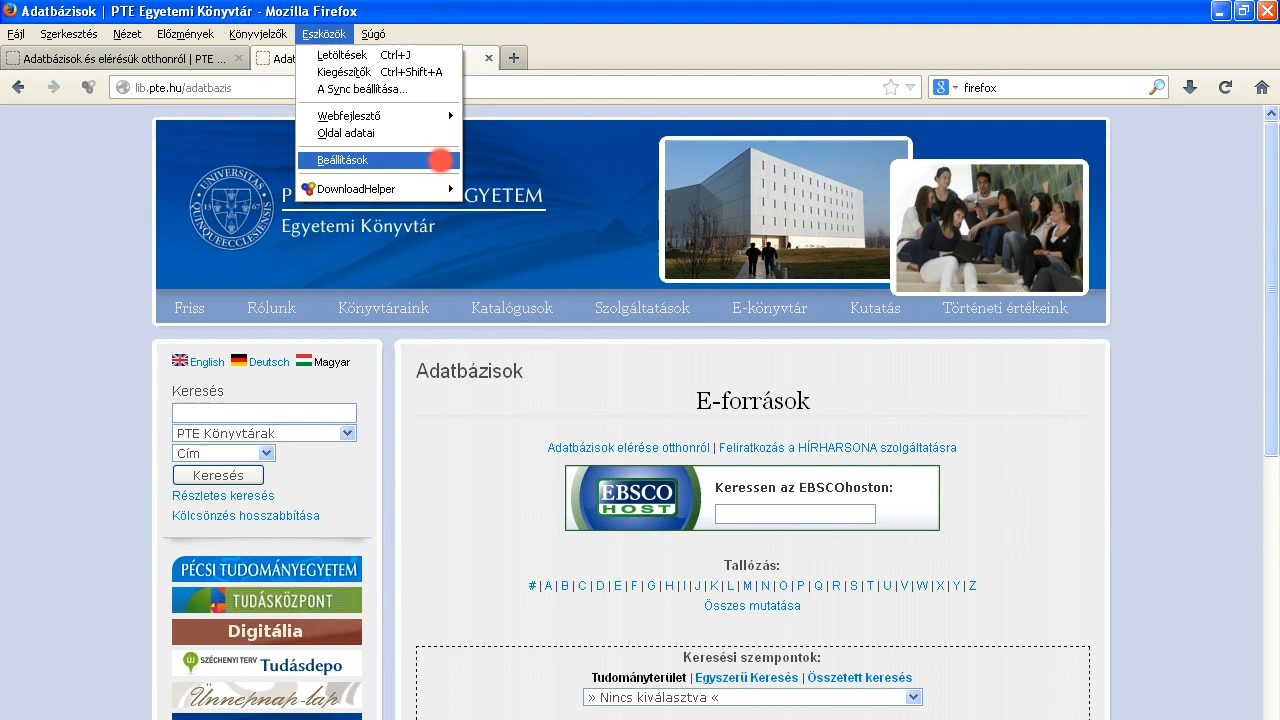 Adatbázisok | PTE Egyetemi Könyvtár - Mozilla Firefox
Fájl Szerkesztés Nézet Előzmények Könyvjelzők Eszközök Súgó
Adatbázisok és elérésük otthonról | PTE ...
Adat
lib.pte.hu/adatbazis
firefox
Letöltések Ctrl+J
Kiegészítők Ctrl+Shift+A
A Sync beállítása...
Webfejlesztő
Oldal adatai
Beállítások
DownloadHelper
UNIVERSITAS
QUINQUEECCLESIENSIS
1367
P
GYETEM
Egyetemi Könyvtár
Friss Rólunk Könyvtáraink Katalógusok Szolgáltatások E-könyvtár Kutatás Történeti értékeink
English Deutsch Magyar
Keresés
PTE Könyvtárak
Cím
Keresés
Részletes keresés
Kölcsönzés hosszabbítása
PÉCSI TUDOMÁNYEGYETEM
TUDÁSKÖZPONT
Digitália
ÚJ SZÉCHENYI TERV Tudásdepo
Ünnepnap-lap
Adatbázisok
E-források
Adatbázisok elérése otthonról | Feliratkozás a HÍRHARSONA szolgáltatásra
EBSCO
HOST
Keressen az EBSCOhoston:
Tallózás:
# | A | B | C | D | E | F | G | H | I | J | K | L | M | N | O | P | Q | R | S | T | U | V | W | X | Y | Z
Összes mutatása
Keresési szempontok:
Tudományterület | Egyszerű Keresés | Összetett keresés
» Nincs kiválasztva «